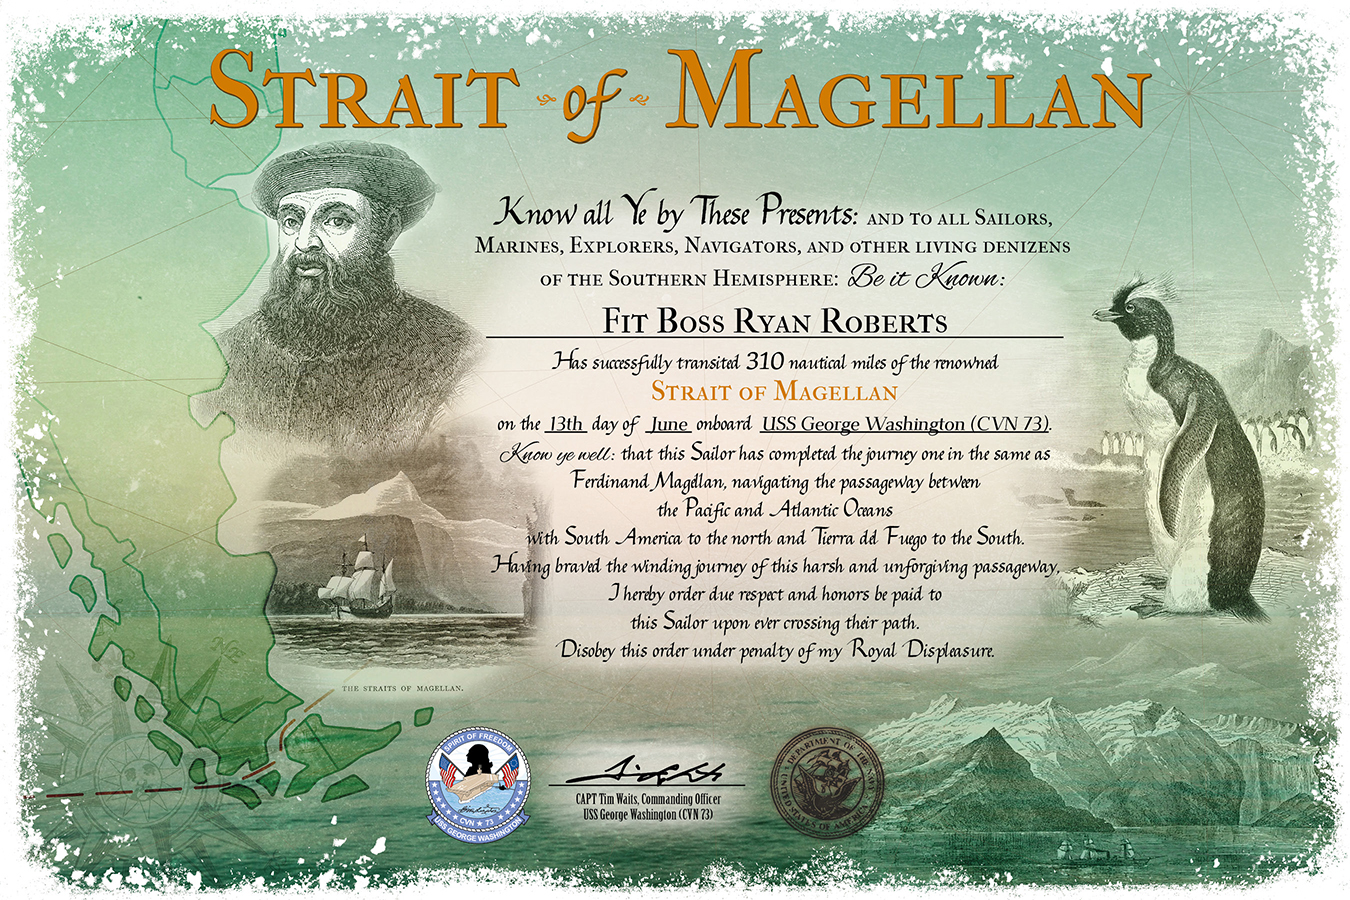 STRAIT of MAGELLAN
Know all Ye by These Presents: AND TO ALL SAILORS,
MARINES, EXPLORERS, NAVIGATORS, AND OTHER LIVING DENIZENS
OF THE SOUTHERN HEMISPHERE: Be it Known:
FIT BOSS RYAN ROBERTS
Has successfully transited 310 nautical miles of the renowned
STRAIT OF MAGELLAN
on the 13th day of June onboard USS George Washington (CVN 73).
Know ye well: that this Sailor has completed the journey one in the same as
Ferdinand Magellan, navigating the passageway between
the Pacific and Atlantic Oceans
with South America to the north and Tierra del Fuego to the South.
Having braved the winding journey of this harsh and unforgiving passageway,
I hereby order due respect and honors be paid to
this Sailor upon ever crossing their path.
Disobey this order under penalty of my Royal Displeasure.
THE STRAITS OF MAGELLAN.
SPIRIT OF FREEDOM
CVN ★ 73
USS GEORGE WASHINGTON
CAPT Tim Waits, Commanding Officer
USS George Washington (CVN 73)
DEPARTMENT OF THE NAVY
UNITED STATES OF AMERICA